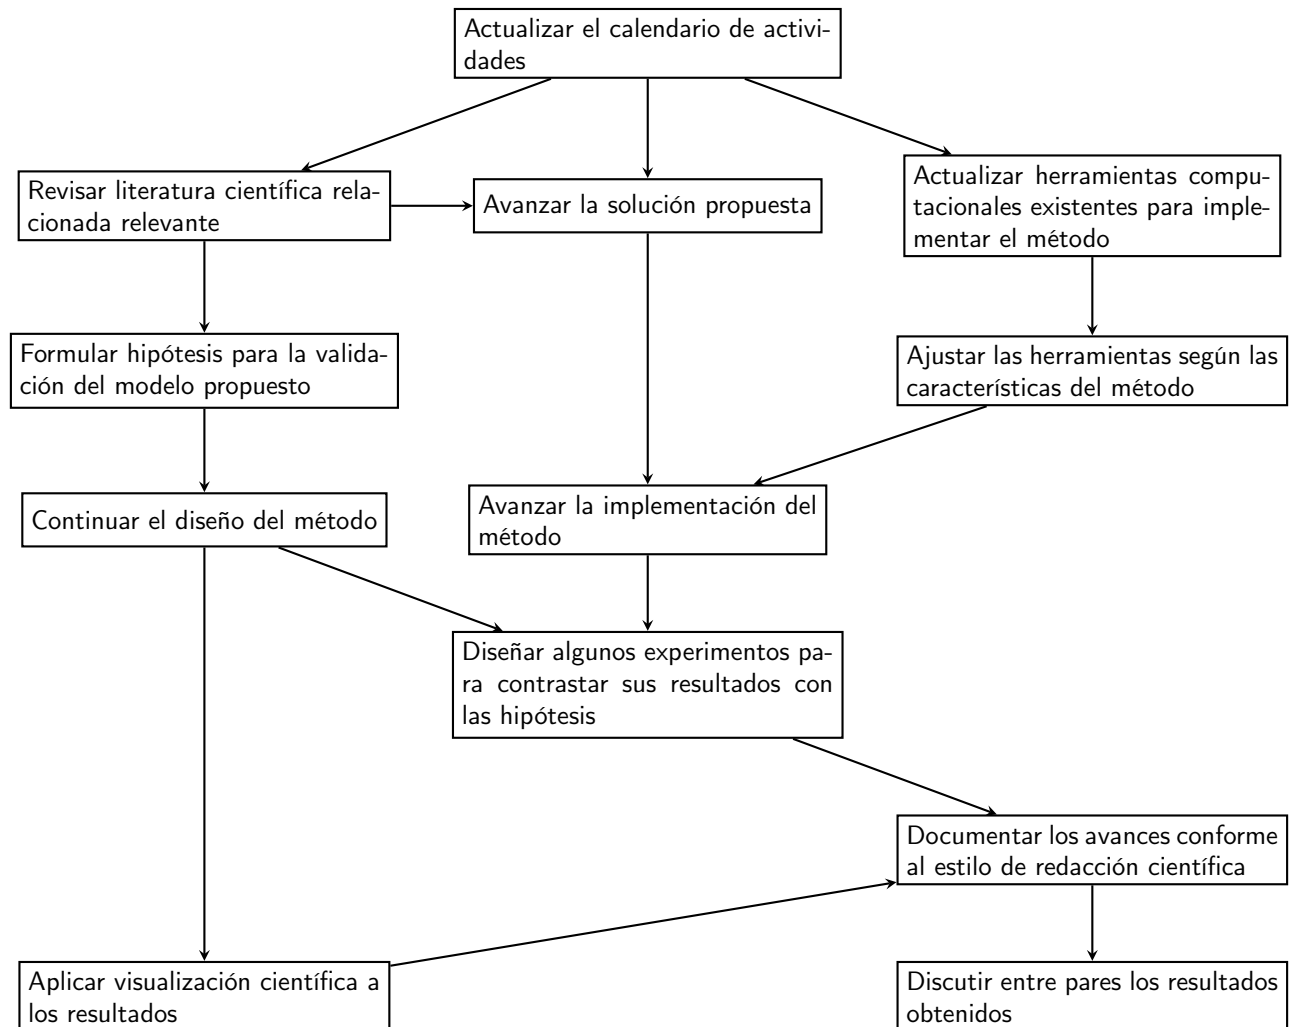 Actualizar el calendario de activi-
dades
Revisar literatura científica rela-
cionada relevante
Avanzar la solución propuesta
Actualizar herramientas compu-
tacionales existentes para imple-
mentar el método
Formular hipótesis para la valida-
ción del modelo propuesto
Ajustar las herramientas según las
características del método
Continuar el diseño del método
Avanzar la implementación del
método
Diseñar algunos experimentos pa-
ra contrastar sus resultados con
las hipótesis
Documentar los avances conforme
al estilo de redacción científica
Aplicar visualización científica a
los resultados
Discutir entre pares los resultados
obtenidos